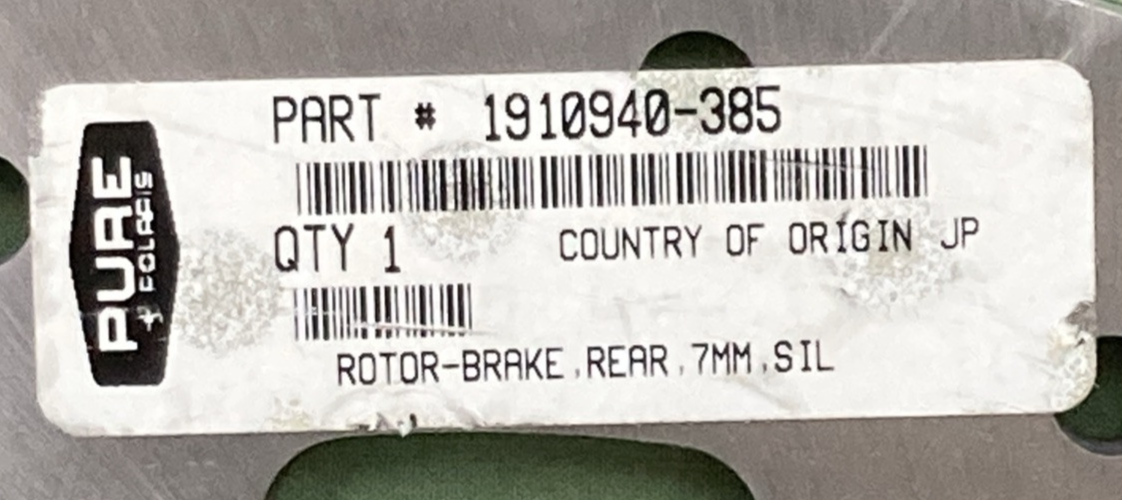 PURE
POLARIS
PART # 1910940-385
QTY 1
COUNTRY OF ORIGIN JP
ROTOR-BRAKE,REAR,7MM,SIL